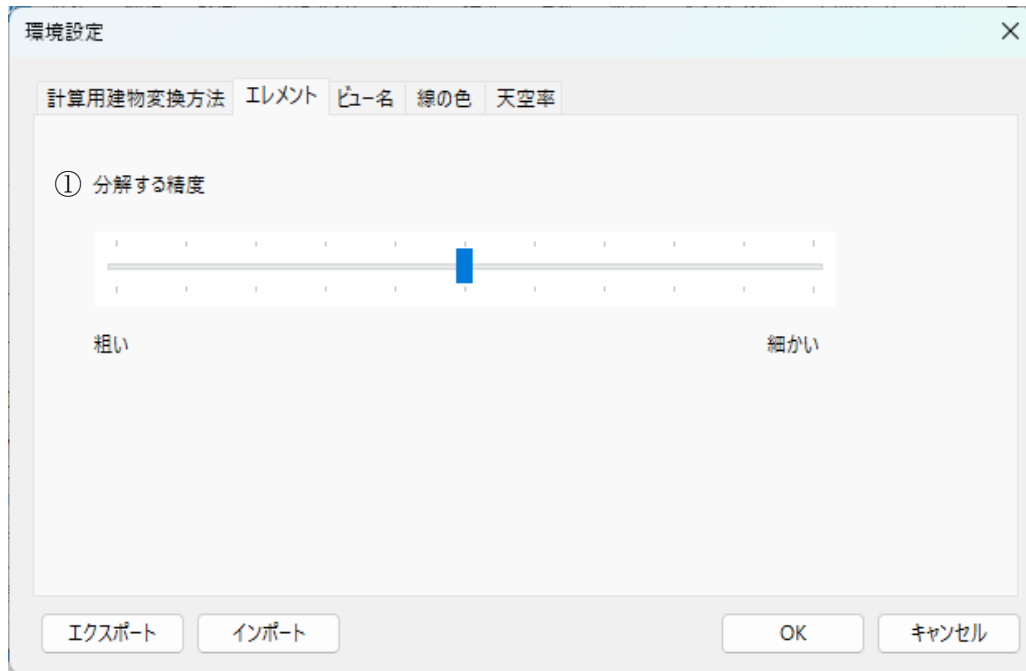 環境設定
計算用建物変換方法 エレメント ビュー名 線の色 天空率
① 分解する精度
粗い 細かい
エクスポート インポート OK キャンセル